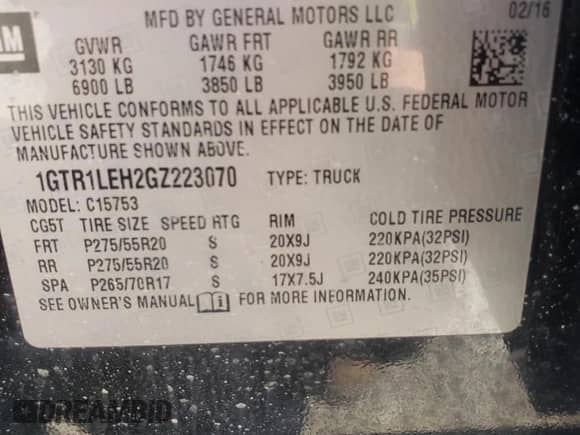 GM
MFD BY GENERAL MOTORS LLC 02/16
GVWR GAWR FRT GAWR RR
3130 KG 1746 KG 1792 KG
6900 LB 3850 LB 3950 LB
THIS VEHICLE CONFORMS TO ALL APPLICABLE U.S. FEDERAL MOTOR
VEHICLE SAFETY STANDARDS IN EFFECT ON THE DATE OF
MANUFACTURE SHOWN ABOVE.
1GTR1LEH2GZ223070 TYPE: TRUCK
MODEL: C15753
CG5T TIRE SIZE SPEED RTG RIM COLD TIRE PRESSURE
FRT P275/55R20 S 20X9J 220KPA(32PSI)
RR P275/55R20 S 20X9J 220KPA(32PSI)
SPA P265/70R17 S 17X7.5J 240KPA(35PSI)
SEE OWNER'S MANUAL FOR MORE INFORMATION.
DREAMBID